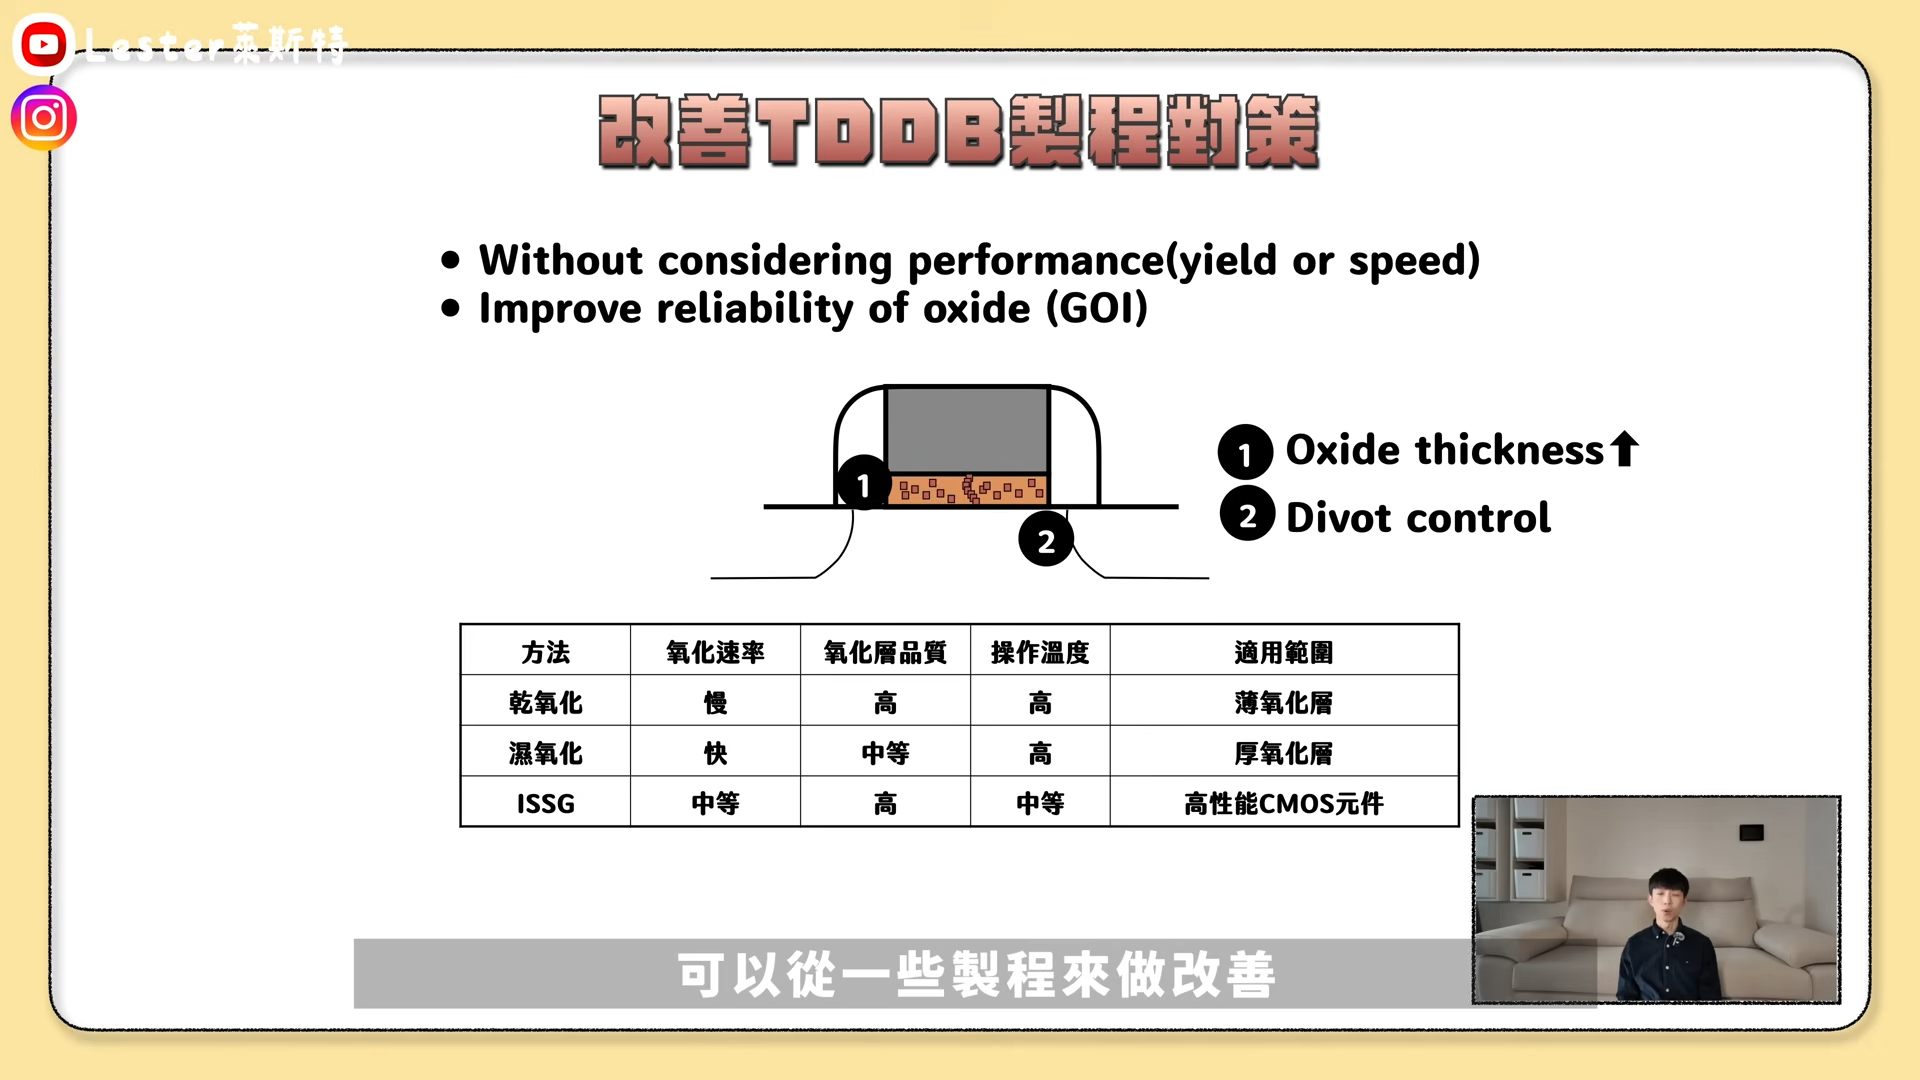 Lester萊斯特
改善TDDB製程對策
• Without considering performance(yield or speed)
• Improve reliability of oxide (GOI)
1 Oxide thickness⬆
1
2 Divot control
2
方法 氧化速率 氧化層品質 操作溫度 適用範圍
乾氧化 慢 高 高 薄氧化層
濕氧化 快 中等 高 厚氧化層
ISSG 中等 高 中等 高性能CMOS元件
可以從一些製程來做改善